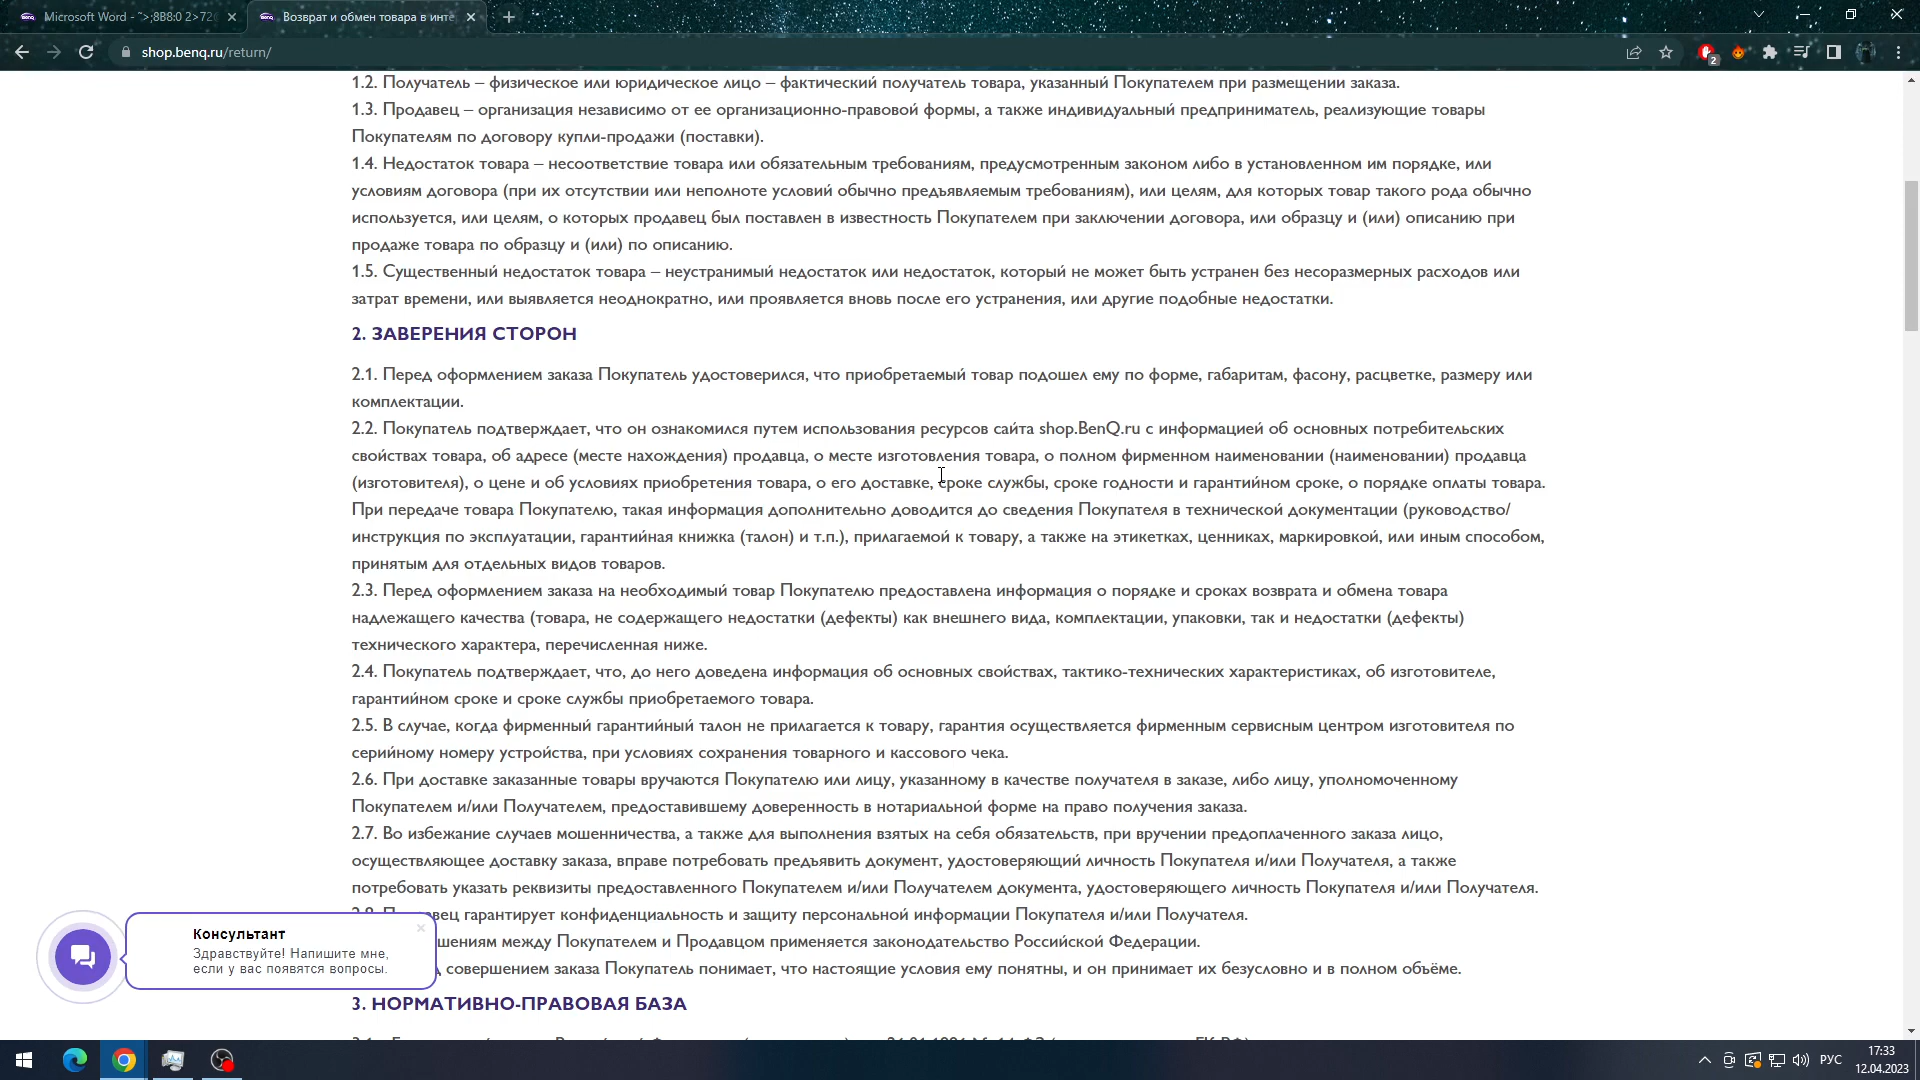 Microsoft Word - ˜>;8B8:0 2>72
Возврат и обмен товара в инте
shop.benq.ru/return/
2
1.2. Получатель – физическое или юридическое лицо – фактический получатель товара, указанный Покупателем при размещении заказа.
1.3. Продавец – организация независимо от ее организационно-правовой формы, а также индивидуальный предприниматель, реализующие товары
Покупателям по договору купли-продажи (поставки).
1.4. Недостаток товара – несоответствие товара или обязательным требованиям, предусмотренным законом либо в установленном им порядке, или
условиям договора (при их отсутствии или неполноте условий обычно предъявляемым требованиям), или целям, для которых товар такого рода обычно
используется, или целям, о которых продавец был поставлен в известность Покупателем при заключении договора, или образцу и (или) описанию при
продаже товара по образцу и (или) по описанию.
1.5. Существенный недостаток товара – неустранимый недостаток или недостаток, который не может быть устранен без несоразмерных расходов или
затрат времени, или выявляется неоднократно, или проявляется вновь после его устранения, или другие подобные недостатки.
2. ЗАВЕРЕНИЯ СТОРОН
2.1. Перед оформлением заказа Покупатель удостоверился, что приобретаемый товар подошел ему по форме, габаритам, фасону, расцветке, размеру или
комплектации.
2.2. Покупатель подтверждает, что он ознакомился путем использования ресурсов сайта shop.BenQ.ru с информацией об основных потребительских
свойствах товара, об адресе (месте нахождения) продавца, о месте изготовления товара, о полном фирменном наименовании (наименовании) продавца
(изготовителя), о цене и об условиях приобретения товара, о его доставке, сроке службы, сроке годности и гарантийном сроке, о порядке оплаты товара.
При передаче товара Покупателю, такая информация дополнительно доводится до сведения Покупателя в технической документации (руководство/
инструкция по эксплуатации, гарантийная книжка (талон) и т.п.), прилагаемой к товару, а также на этикетках, ценниках, маркировкой, или иным способом,
принятым для отдельных видов товаров.
2.3. Перед оформлением заказа на необходимый товар Покупателю предоставлена информация о порядке и сроках возврата и обмена товара
надлежащего качества (товара, не содержащего недостатки (дефекты) как внешнего вида, комплектации, упаковки, так и недостатки (дефекты)
технического характера, перечисленная ниже.
2.4. Покупатель подтверждает, что, до него доведена информация об основных свойствах, тактико-технических характеристиках, об изготовителе,
гарантийном сроке и сроке службы приобретаемого товара.
2.5. В случае, когда фирменный гарантийный талон не прилагается к товару, гарантия осуществляется фирменным сервисным центром изготовителя по
серийному номеру устройства, при условиях сохранения товарного и кассового чека.
2.6. При доставке заказанные товары вручаются Покупателю или лицу, указанному в качестве получателя в заказе, либо лицу, уполномоченному
Покупателем и/или Получателем, предоставившему доверенность в нотариальной форме на право получения заказа.
2.7. Во избежание случаев мошенничества, а также для выполнения взятых на себя обязательств, при вручении предоплаченного заказа лицо,
осуществляющее доставку заказа, вправе потребовать предъявить документ, удостоверяющий личность Покупателя и/или Получателя, а также
потребовать указать реквизиты предоставленного Покупателем и/или Получателем документа, удостоверяющего личность Покупателя и/или Получателя.
вец гарантирует конфиденциальность и защиту персональной информации Покупателя и/или Получателя.
шениям между Покупателем и Продавцом применяется законодательство Российской Федерации.
совершением заказа Покупатель понимает, что настоящие условия ему понятны, и он принимает их безусловно и в полном объёме.
Консультант
Здравствуйте! Напишите мне,
если у вас появятся вопросы.
3. НОРМАТИВНО-ПРАВОВАЯ БАЗА
РУС
17:33
12.04.2023